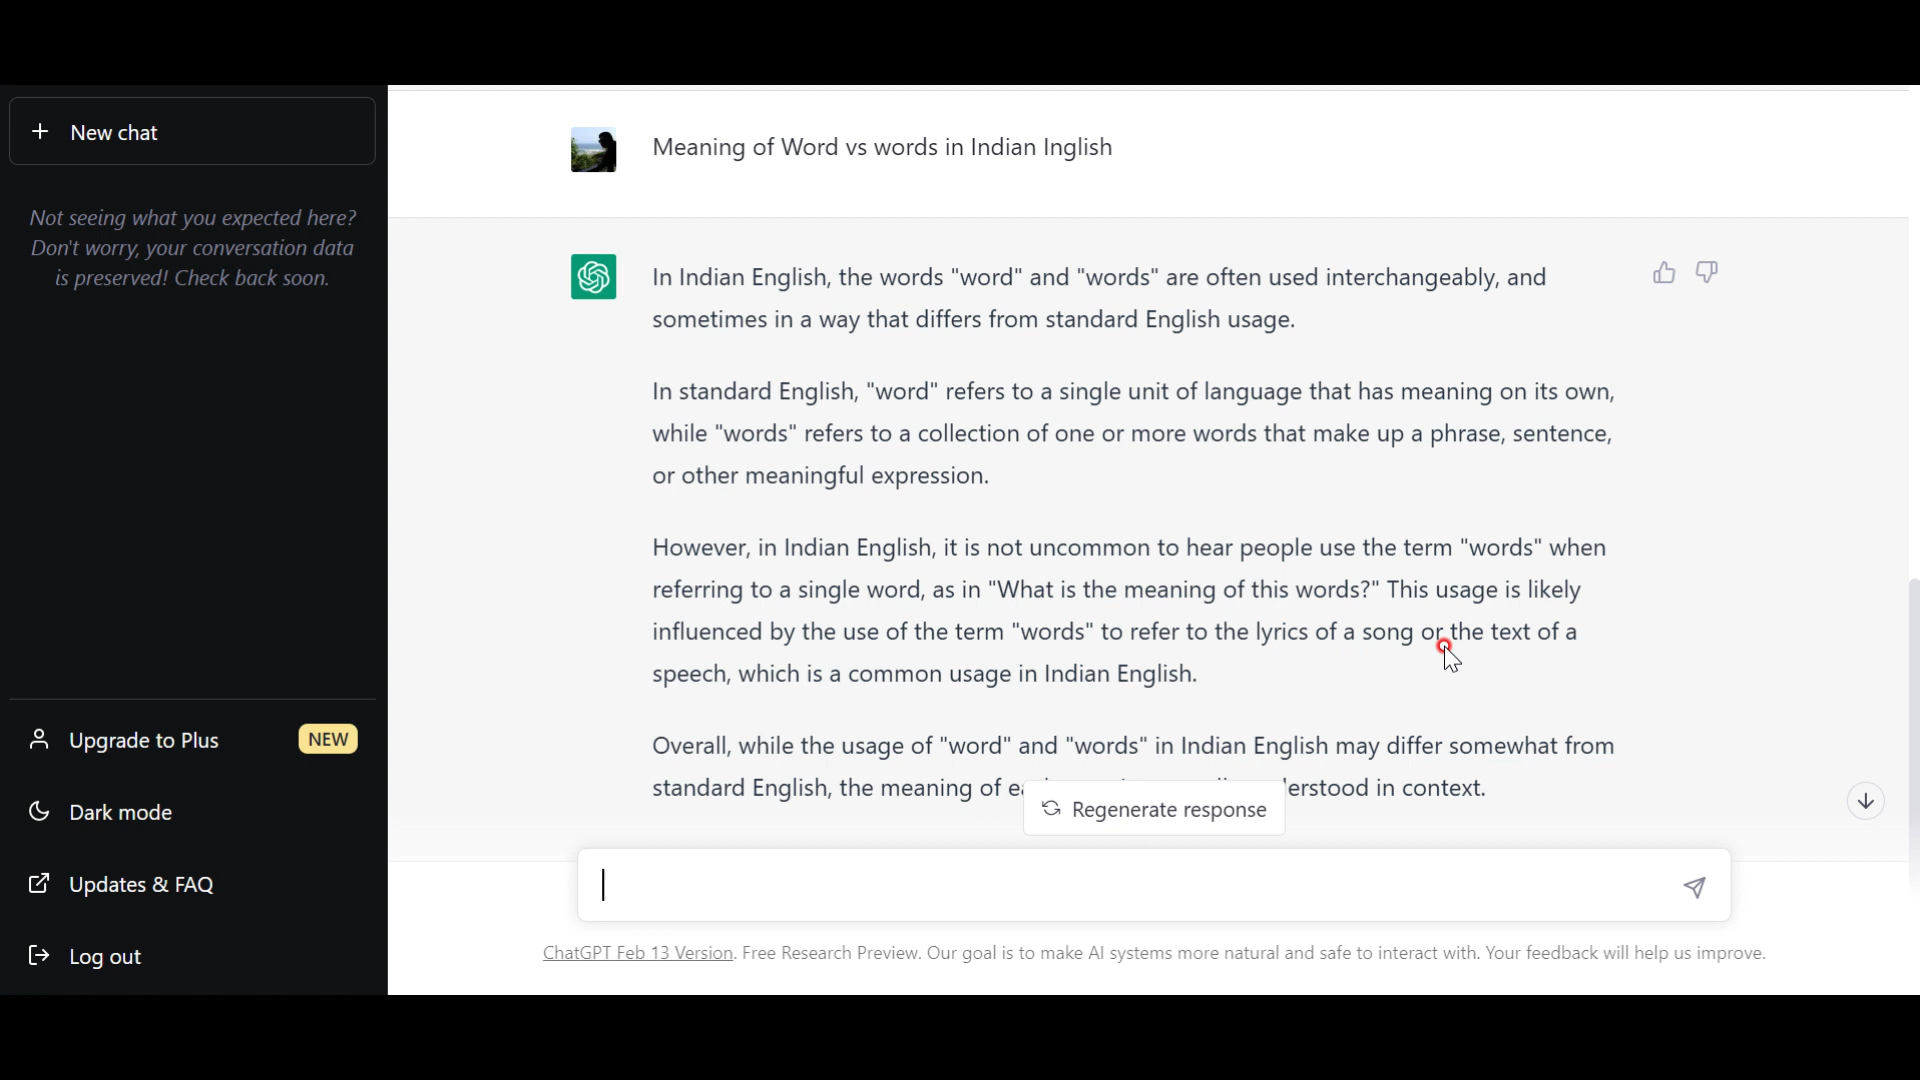 New chat
Not seeing what you expected here?
Don't worry, your conversation data
is preserved! Check back soon.
Upgrade to Plus NEW
Dark mode
Updates & FAQ
Log out
Meaning of Word vs words in Indian Inglish
In Indian English, the words "word" and "words" are often used interchangeably, and
sometimes in a way that differs from standard English usage.
In standard English, "word" refers to a single unit of language that has meaning on its own,
while "words" refers to a collection of one or more words that make up a phrase, sentence,
or other meaningful expression.
However, in Indian English, it is not uncommon to hear people use the term "words" when
referring to a single word, as in "What is the meaning of this words?" This usage is likely
influenced by the use of the term "words" to refer to the lyrics of a song or the text of a
speech, which is a common usage in Indian English.
Overall, while the usage of "word" and "words" in Indian English may differ somewhat from
standard English, the meaning of in context.
Regenerate response
ChatGPT Feb 13 Version. Free Research Preview. Our goal is to make AI systems more natural and safe to interact with. Your feedback will help us improve.